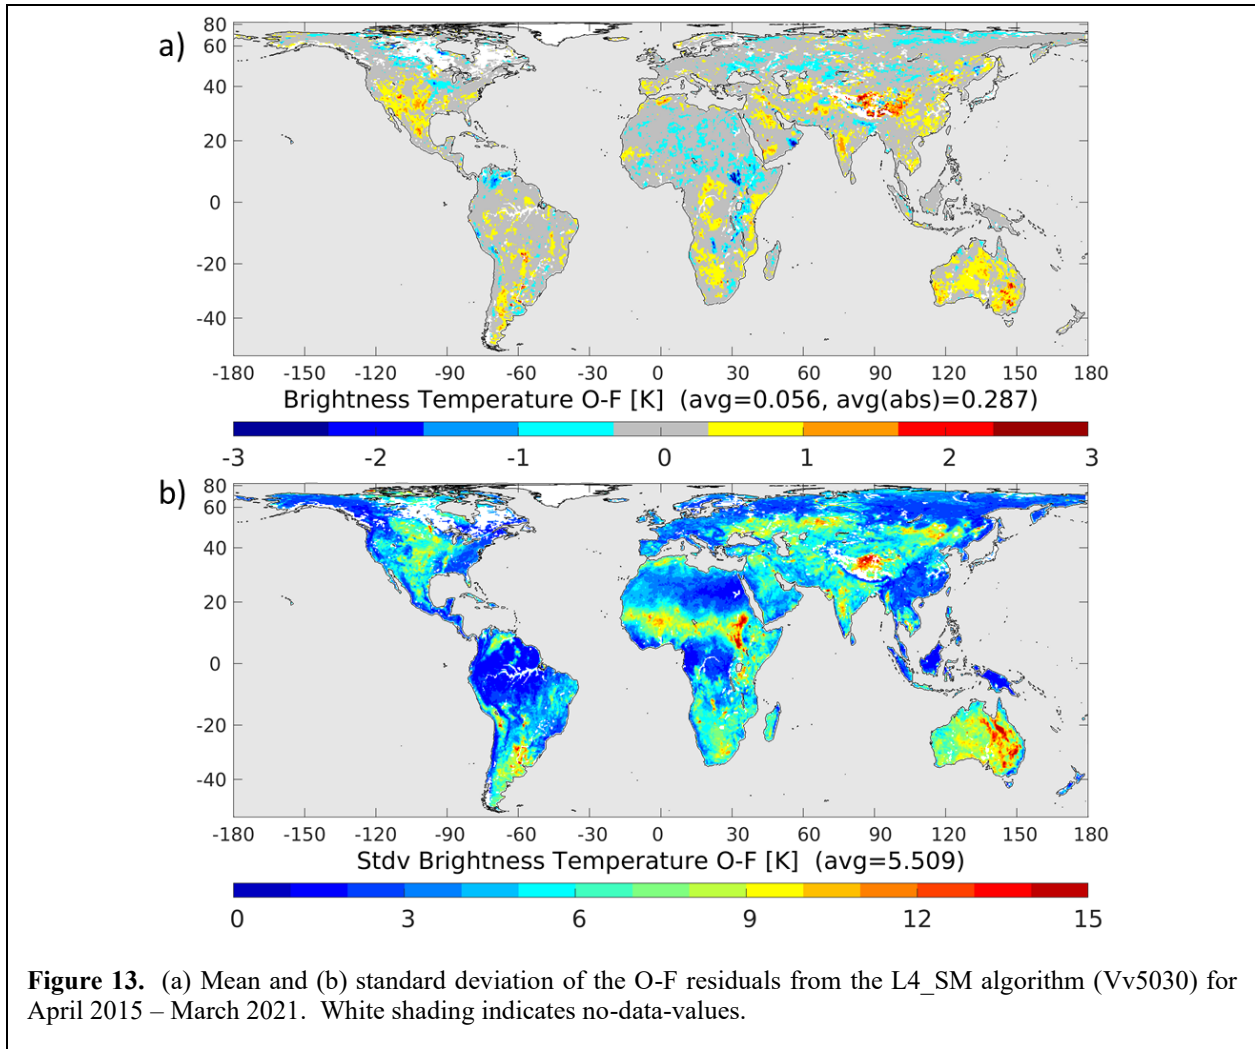 a)
80
60
40
20
0
-20
-40
-180 -150 -120 -90 -60 -30 0 30 60 90 120 150 180
Brightness Temperature O-F [K] (avg=0.056, avg(abs)=0.287)
-3 -2 -1 0 1 2 3
b)
80
60
40
20
0
-20
-40
-180 -150 -120 -90 -60 -30 0 30 60 90 120 150 180
Stdv Brightness Temperature O-F [K] (avg=5.509)
0 3 6 9 12 15
Figure 13. (a) Mean and (b) standard deviation of the O-F residuals from the L4_SM algorithm (Vv5030) for
April 2015 – March 2021. White shading indicates no-data-values.